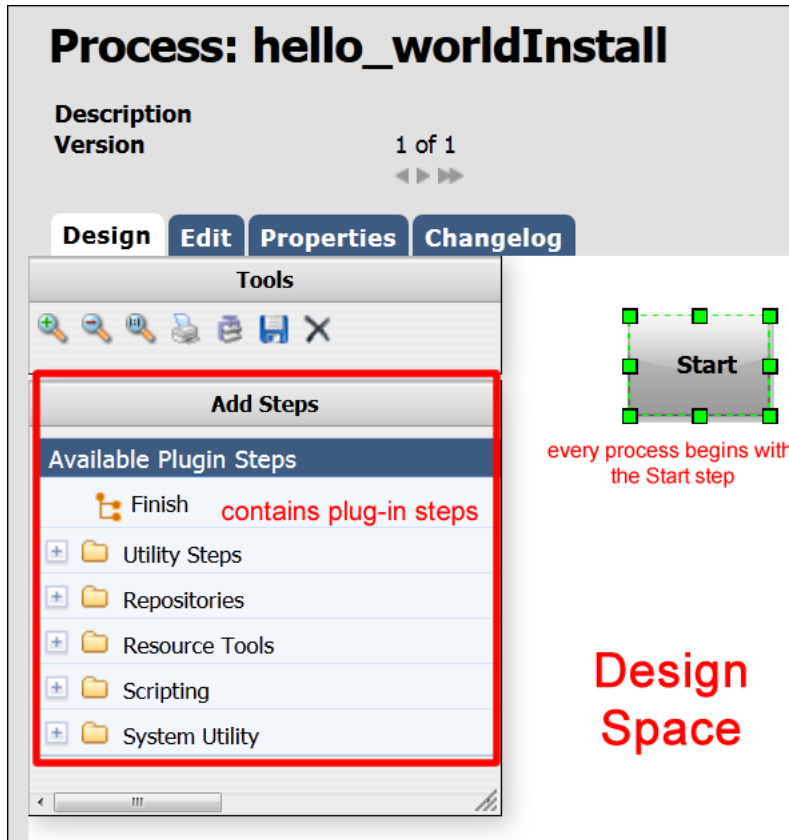 Process: hello_worldInstall
Description
Version 1 of 1
Design Edit Properties Changelog
Tools
Start
Add Steps
every process begins with
the Start step
Available Plugin Steps
Finish contains plug-in steps
Utility Steps
Repositories
Resource Tools
Scripting
System Utility
Design
Space